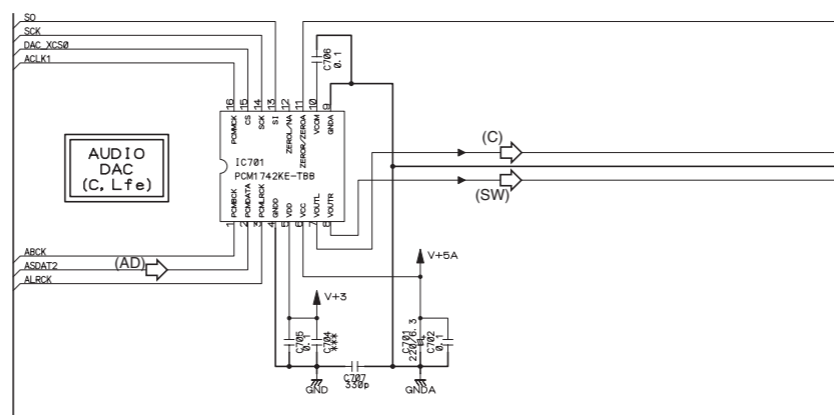 SO
SCK
DAC_XCS0
ACLK1
C706
0.1
16 15 14 13 12 11 10 9
PCMMCK CS SCK SI ZEROL/NA ZEROR/ZEROA VCOM GNDA
AUDIO
DAC
(C, Lfe)
IC701
PCM1742KE-TBB
PCMBCK PCMDATA PCMLRCK GNDD VDD VCC VOUTL VOUTR
1 2 3 4 5 6 7 8
(C)
(SW)
ABCK
ASDAT2
(AD)
ALRCK
V+5A
V+3
C705
0.1
C704
***
C701
220/6.3
C702
0.1
C707
330p
GND
GNDA